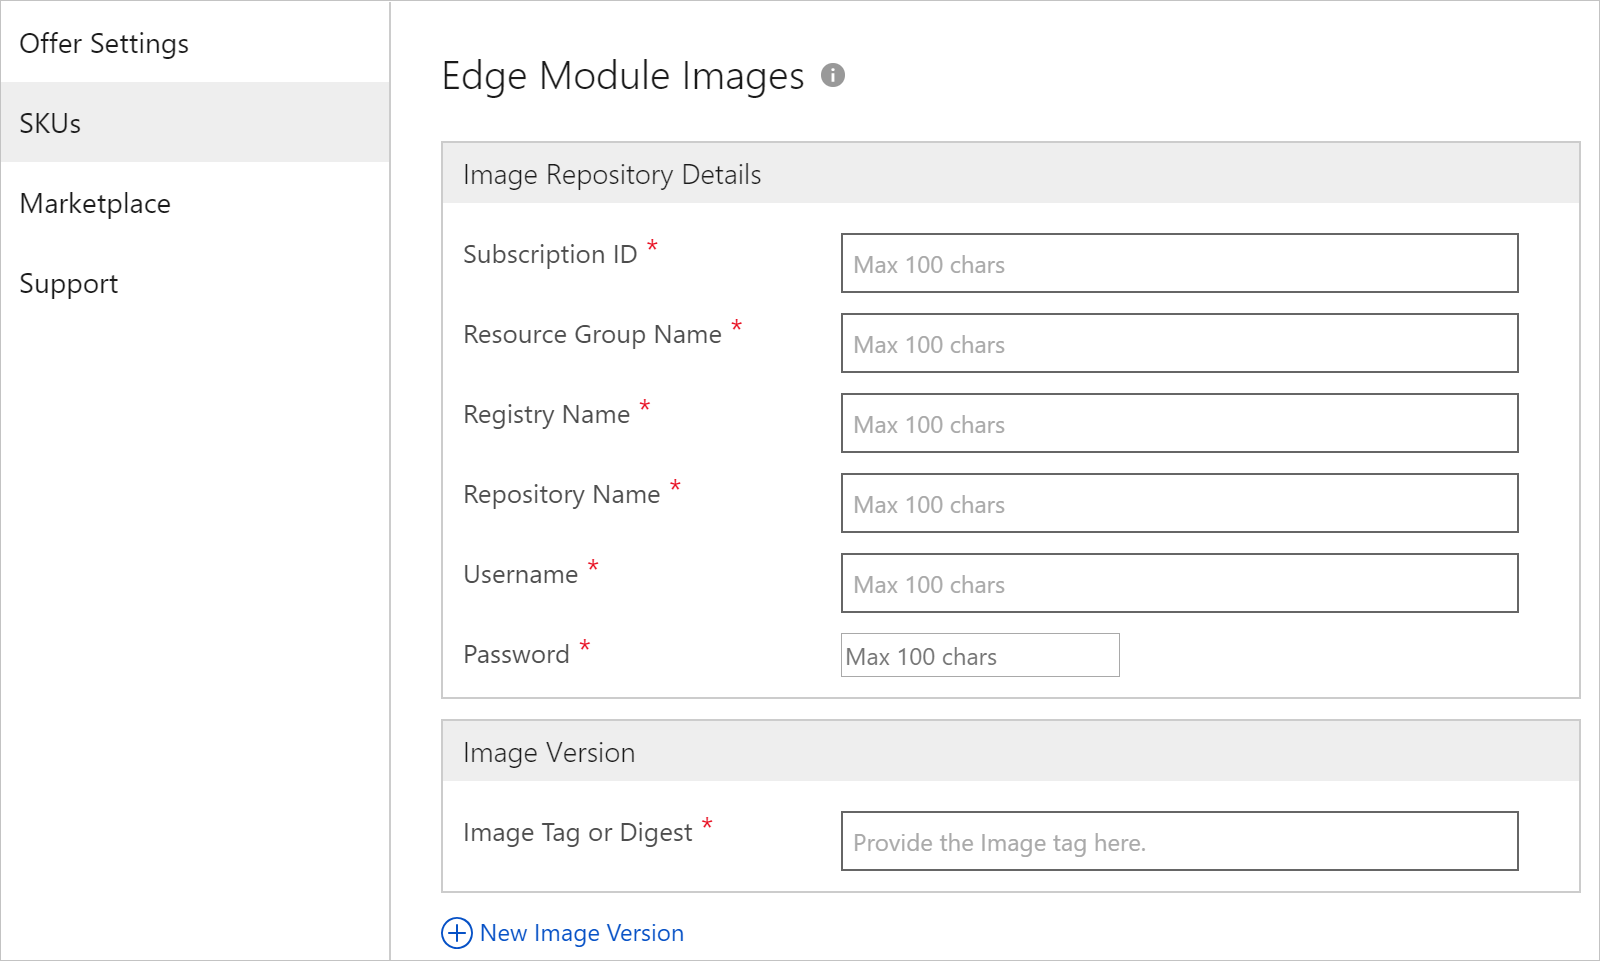 Offer Settings
SKUs
Marketplace
Support
Edge Module Images
Image Repository Details
Subscription ID *
Max 100 chars
Resource Group Name *
Max 100 chars
Registry Name *
Max 100 chars
Repository Name *
Max 100 chars
Username *
Max 100 chars
Password *
Max 100 chars
Image Version
Image Tag or Digest *
Provide the Image tag here.
New Image Version